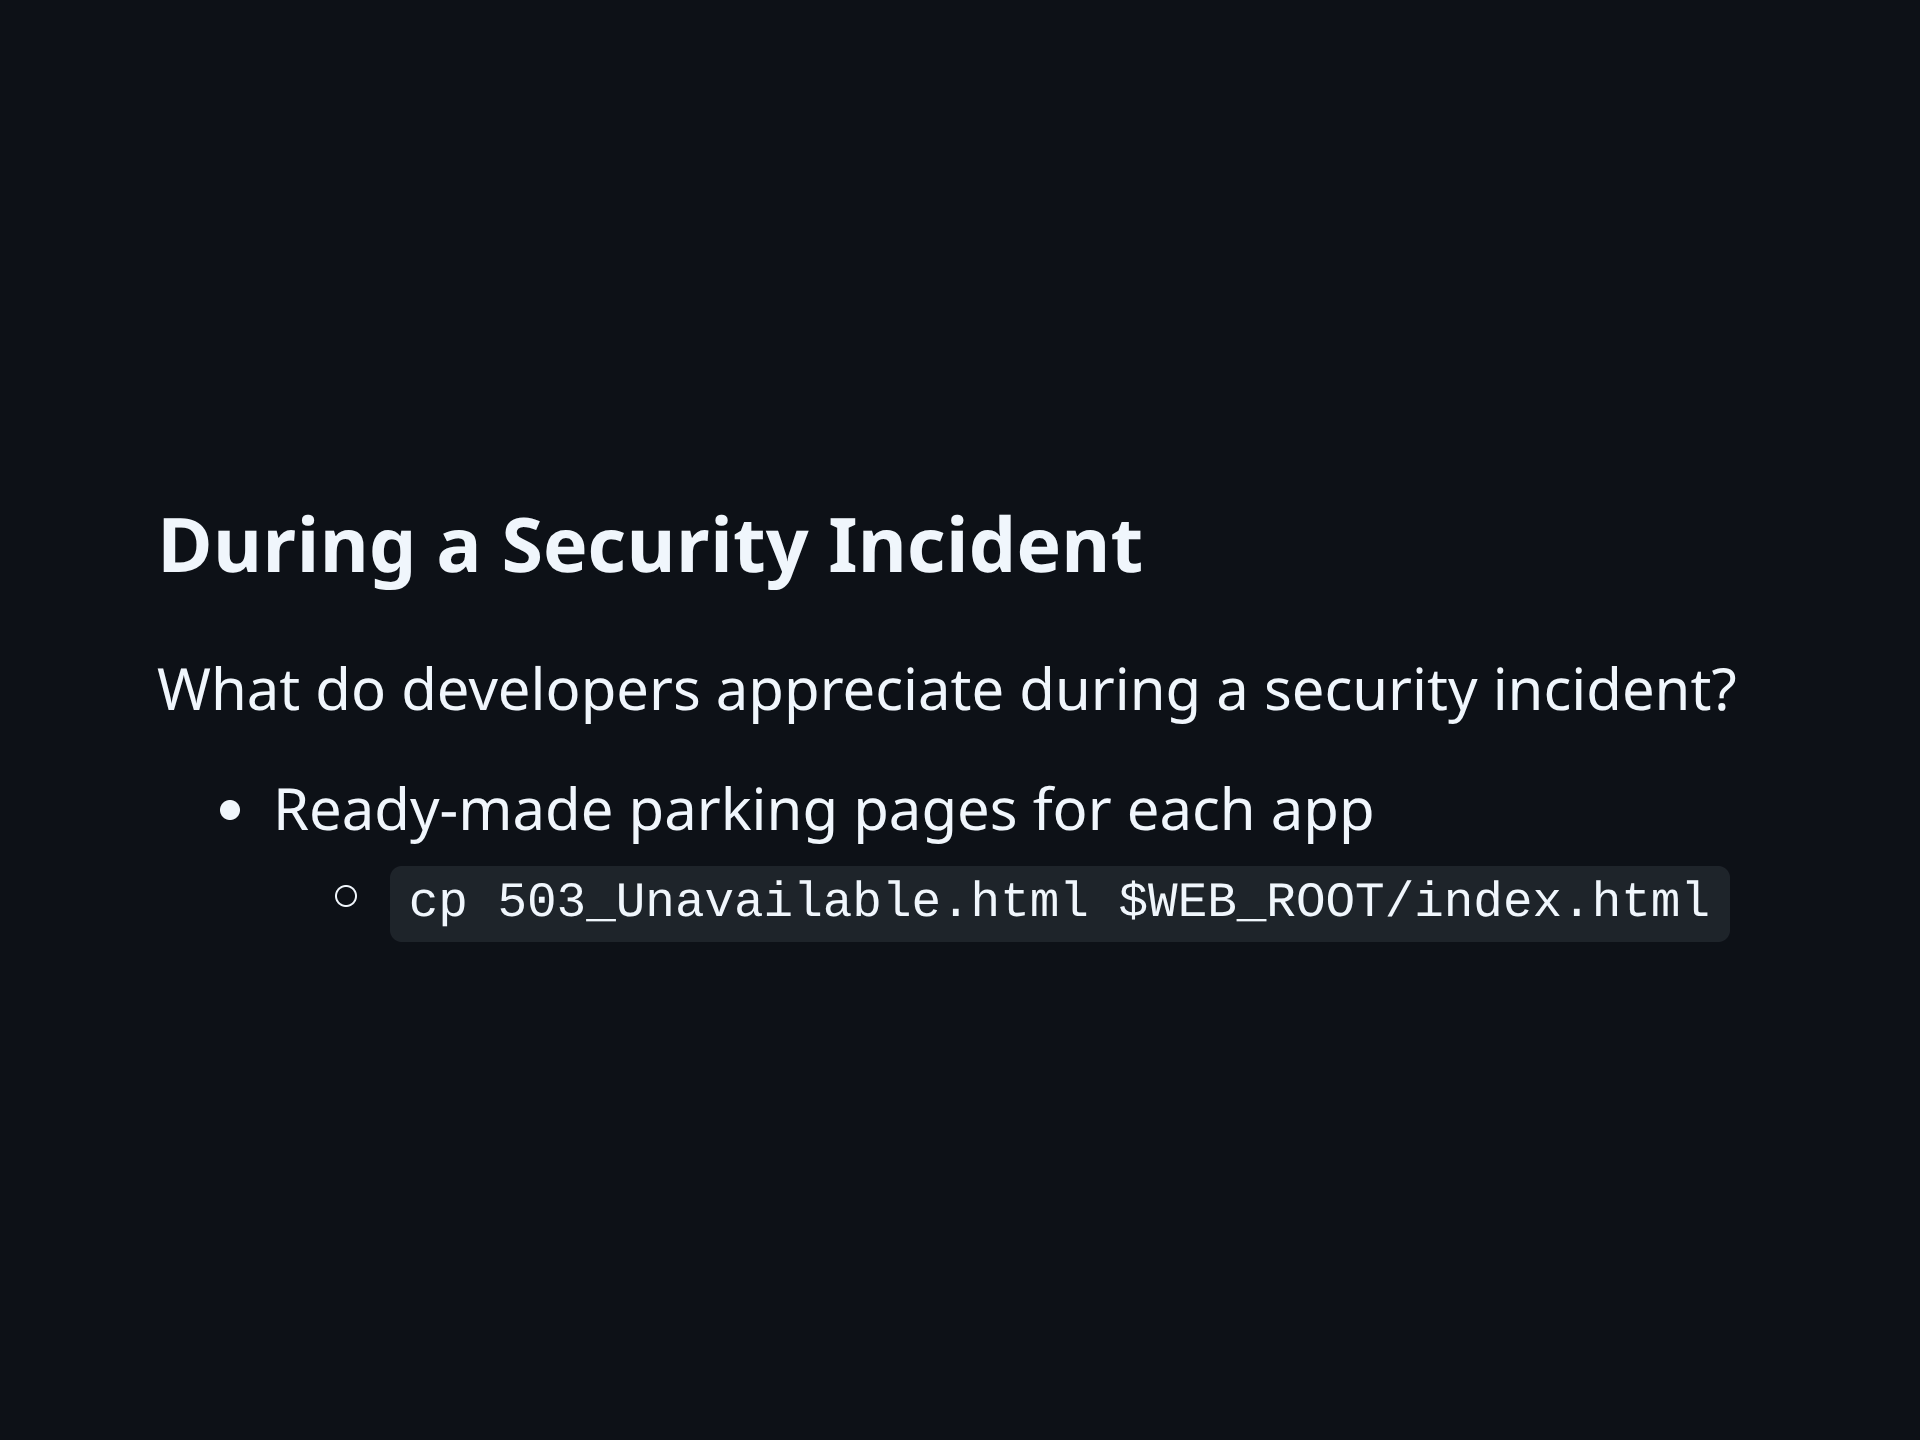 During a Security Incident
What do developers appreciate during a security incident?
Ready-made parking pages for each app
cp 503_Unavailable.html $WEB_ROOT/index.html